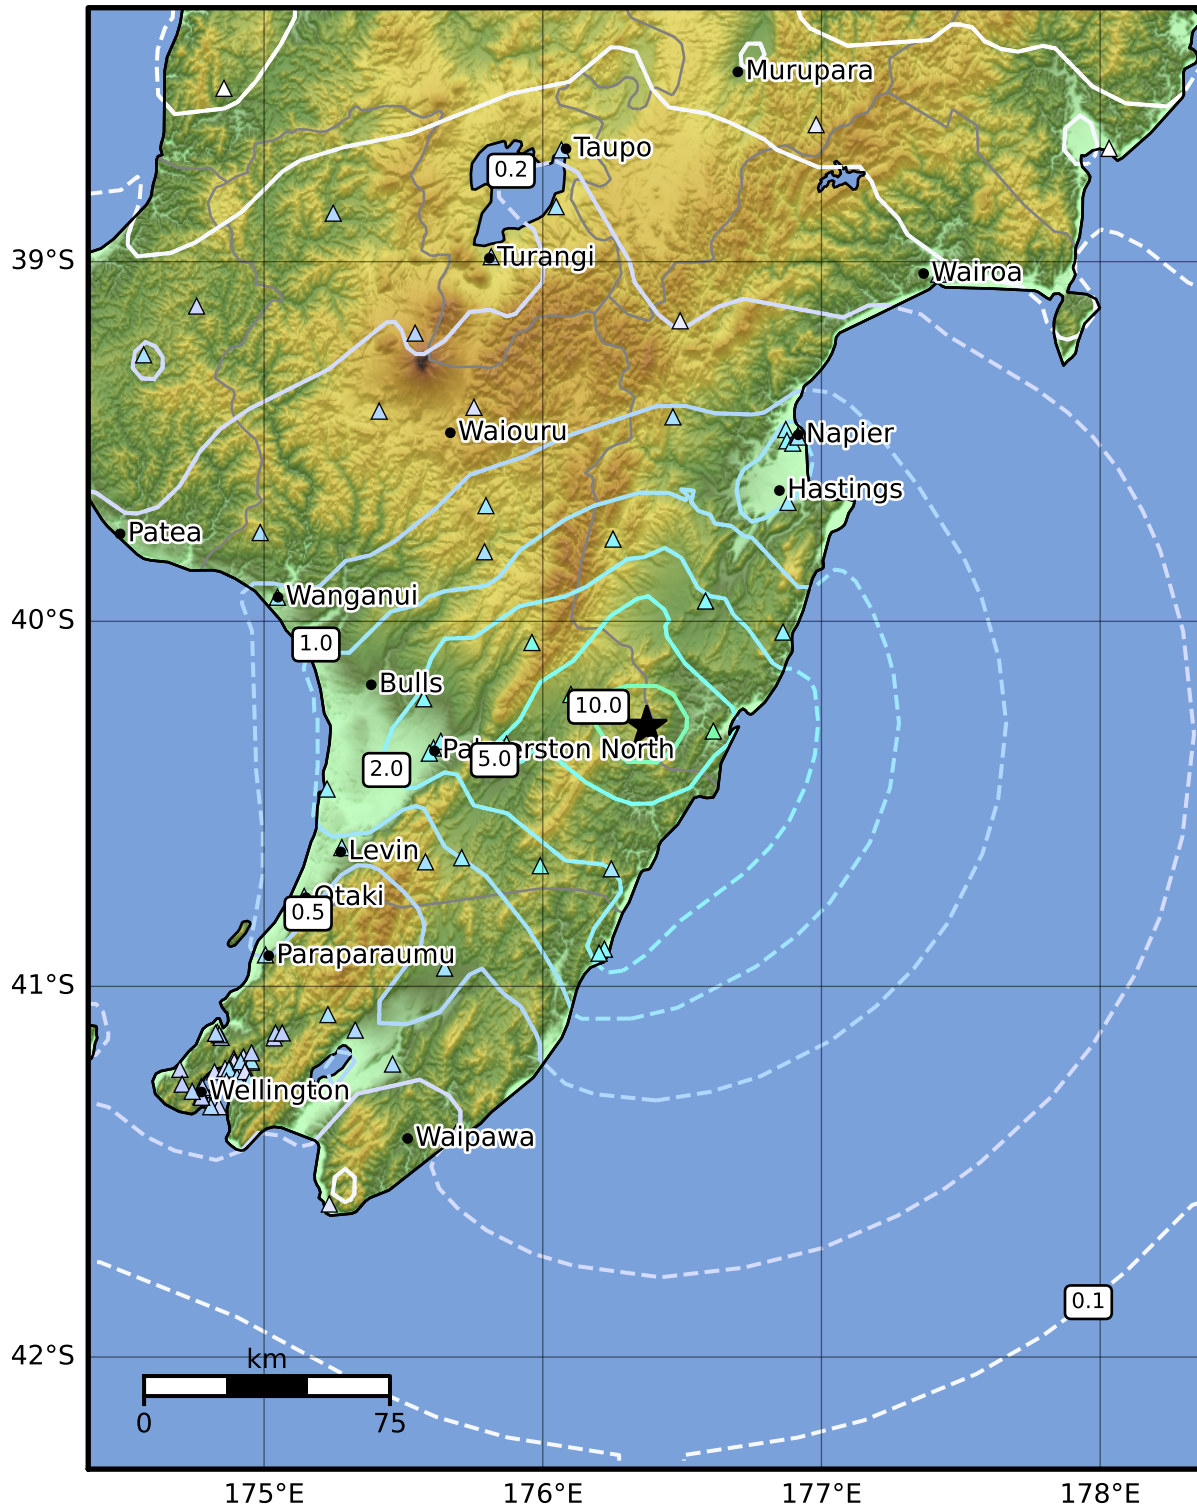 Murupara
Taupo
0.2
39°S
Turangi
Wairoa
Waiouru
Napier
Hastings
Patea
Wanganui
40°S
1.0
Bulls
10.0
Palmerston North
5.0
2.0
Levin
Otaki
0.5
Paraparaumu
41°S
Wellington
Waipawa
0.1
42°S
km
0 75
175°E 176°E 177°E 178°E